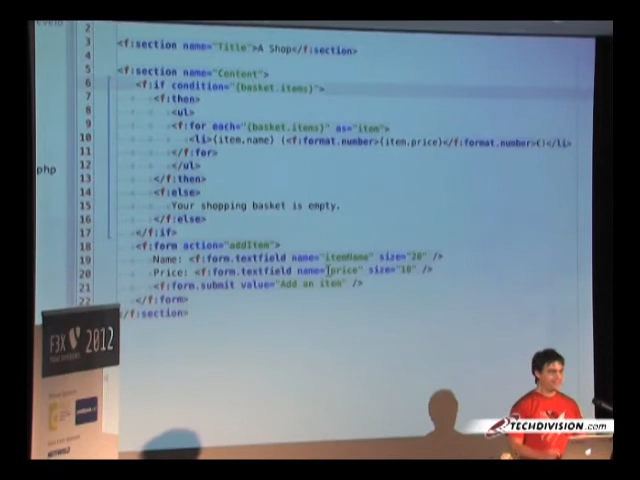 2
3 <f:section name="Title">A Shop</f:section>
4
5 <f:section name="Content">
6 <f:if condition="{basket.items}">
7 <f:then>
8 <ul>
9 <f:for each="{basket.items}" as="item">
10 <li>{item.name} (<f:format.number>{item.price}</f:format.number>€)</li>
11 </f:for>
12 </ul>
13 </f:then>
14 <f:else>
15 Your shopping basket is empty.
16 </f:else>
17 </f:if>
18 <f:form action="addItem">
19 Name: <f:form.textfield name="itemName" size="20" />
20 Price: <f:form.textfield name="price" size="10" />
21 <f:form.submit value="Add an item" />
22 </f:form>
</f:section>
php
F3X 2012
TECHDIVISION.COM